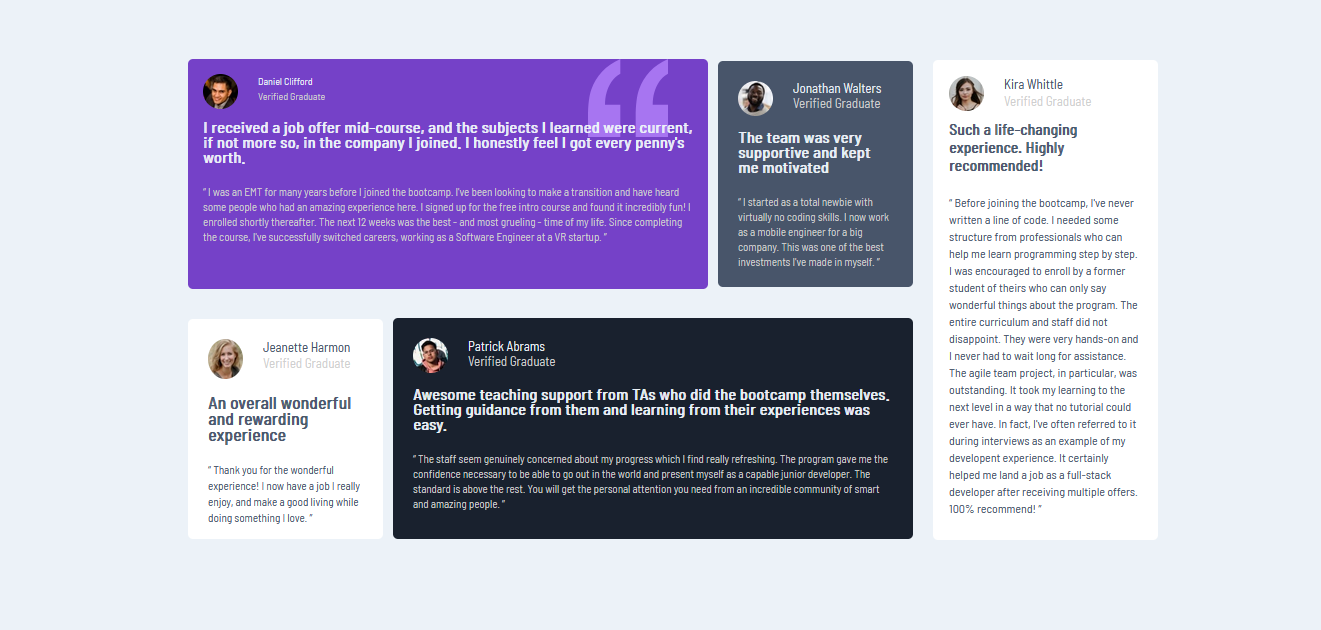 Daniel Clifford
Verified Graduate
I received a job offer mid-course, and the subjects I learned were current,
if not more so, in the company I joined. I honestly feel I got every penny's
worth.
" I was an EMT for many years before I joined the bootcamp. I've been looking to make a transition and have heard
some people who had an amazing experience here. I signed up for the free intro course and found it incredibly fun! I
enrolled shortly thereafter. The next 12 weeks was the best - and most grueling - time of my life. Since completing
the course, I've successfully switched careers, working as a Software Engineer at a VR startup. "
Jonathan Walters
Verified Graduate
The team was very
supportive and kept
me motivated
" I started as a total newbie with
virtually no coding skills. I now work
as a mobile engineer for a big
company. This was one of the best
investments I've made in myself. "
Kira Whittle
Verified Graduate
Such a life-changing
experience. Highly
recommended!
" Before joining the bootcamp, I've never
written a line of code. I needed some
structure from professionals who can
help me learn programming step by step.
I was encouraged to enroll by a former
student of theirs who can only say
wonderful things about the program. The
entire curriculum and staff did not
disappoint. They were very hands-on and
I never had to wait long for assistance.
The agile team project, in particular, was
outstanding. It took my learning to the
next level in a way that no tutorial could
ever have. In fact, I've often referred to it
during interviews as an example of my
developent experience. It certainly
helped me land a job as a full-stack
developer after receiving multiple offers.
100% recommend! "
Jeanette Harmon
Verified Graduate
An overall wonderful
and rewarding
experience
" Thank you for the wonderful
experience! I now have a job I really
enjoy, and make a good living while
doing something I love. "
Patrick Abrams
Verified Graduate
Awesome teaching support from TAs who did the bootcamp themselves.
Getting guidance from them and learning from their experiences was
easy.
" The staff seem genuinely concerned about my progress which I find really refreshing. The program gave me the
confidence necessary to be able to go out in the world and present myself as a capable junior developer. The
standard is above the rest. You will get the personal attention you need from an incredible community of smart
and amazing people. "